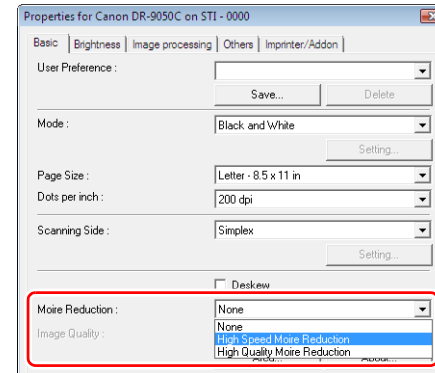 Properties for Canon DR-9050C on STI - 0000
Basic Brightness Image processing Others Imprinter/Addon
User Preference :
Save... Delete
Mode : Black and White
Setting...
Page Size : Letter - 8.5 x 11 in
Dots per inch : 200 dpi
Scanning Side : Simplex
Setting...
Deskew
Moire Reduction : None
None
Image Quality : High Speed Moire Reduction
High Quality Moire Reduction